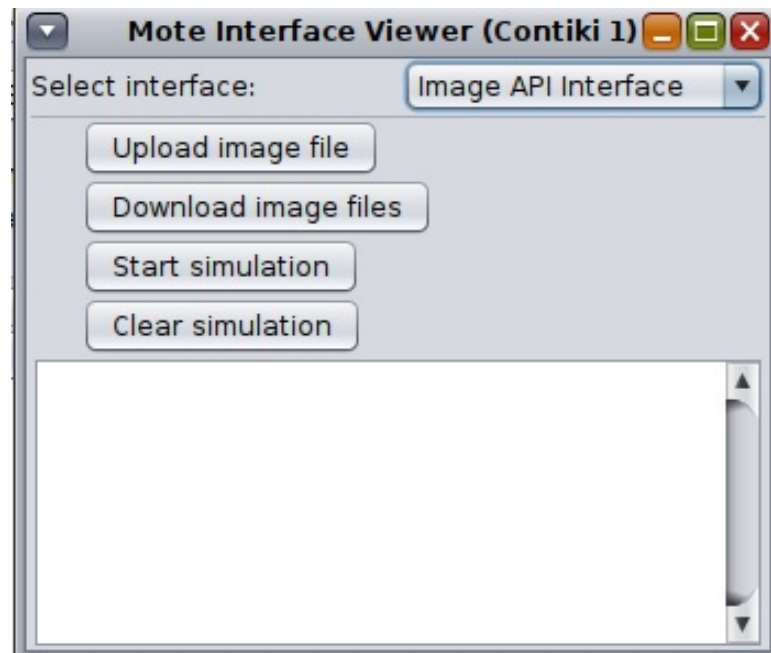 Mote Interface Viewer (Contiki 1)
Select interface: Image API Interface
Upload image file
Download image files
Start simulation
Clear simulation